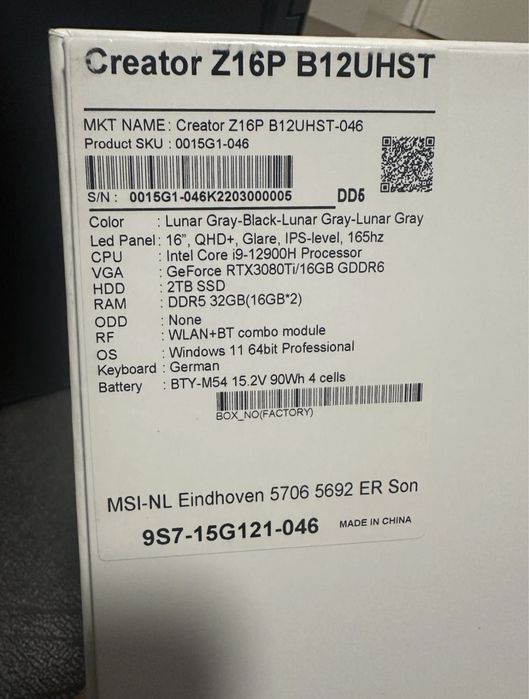 Creator Z16P B12UHST
MKT NAME: Creator Z16P B12UHST-046
Product SKU : 0015G1-046
S/N : 0015G1-046K2203000005 DD5
Color : Lunar Gray-Black-Lunar Gray-Lunar Gray
Led Panel: 16", QHD+, Glare, IPS-level, 165hz
CPU : Intel Core i9-12900H Processor
VGA : GeForce RTX3080Ti/16GB GDDR6
HDD : 2TB SSD
RAM : DDR5 32GB(16GB*2)
ODD : None
RF : WLAN+BT combo module
OS : Windows 11 64bit Professional
Keyboard : German
Battery : BTY-M54 15.2V 90Wh 4 cells
BOX_NO(FACTORY)
MSI-NL Eindhoven 5706 5692 ER Son
9S7-15G121-046 MADE IN CHINA